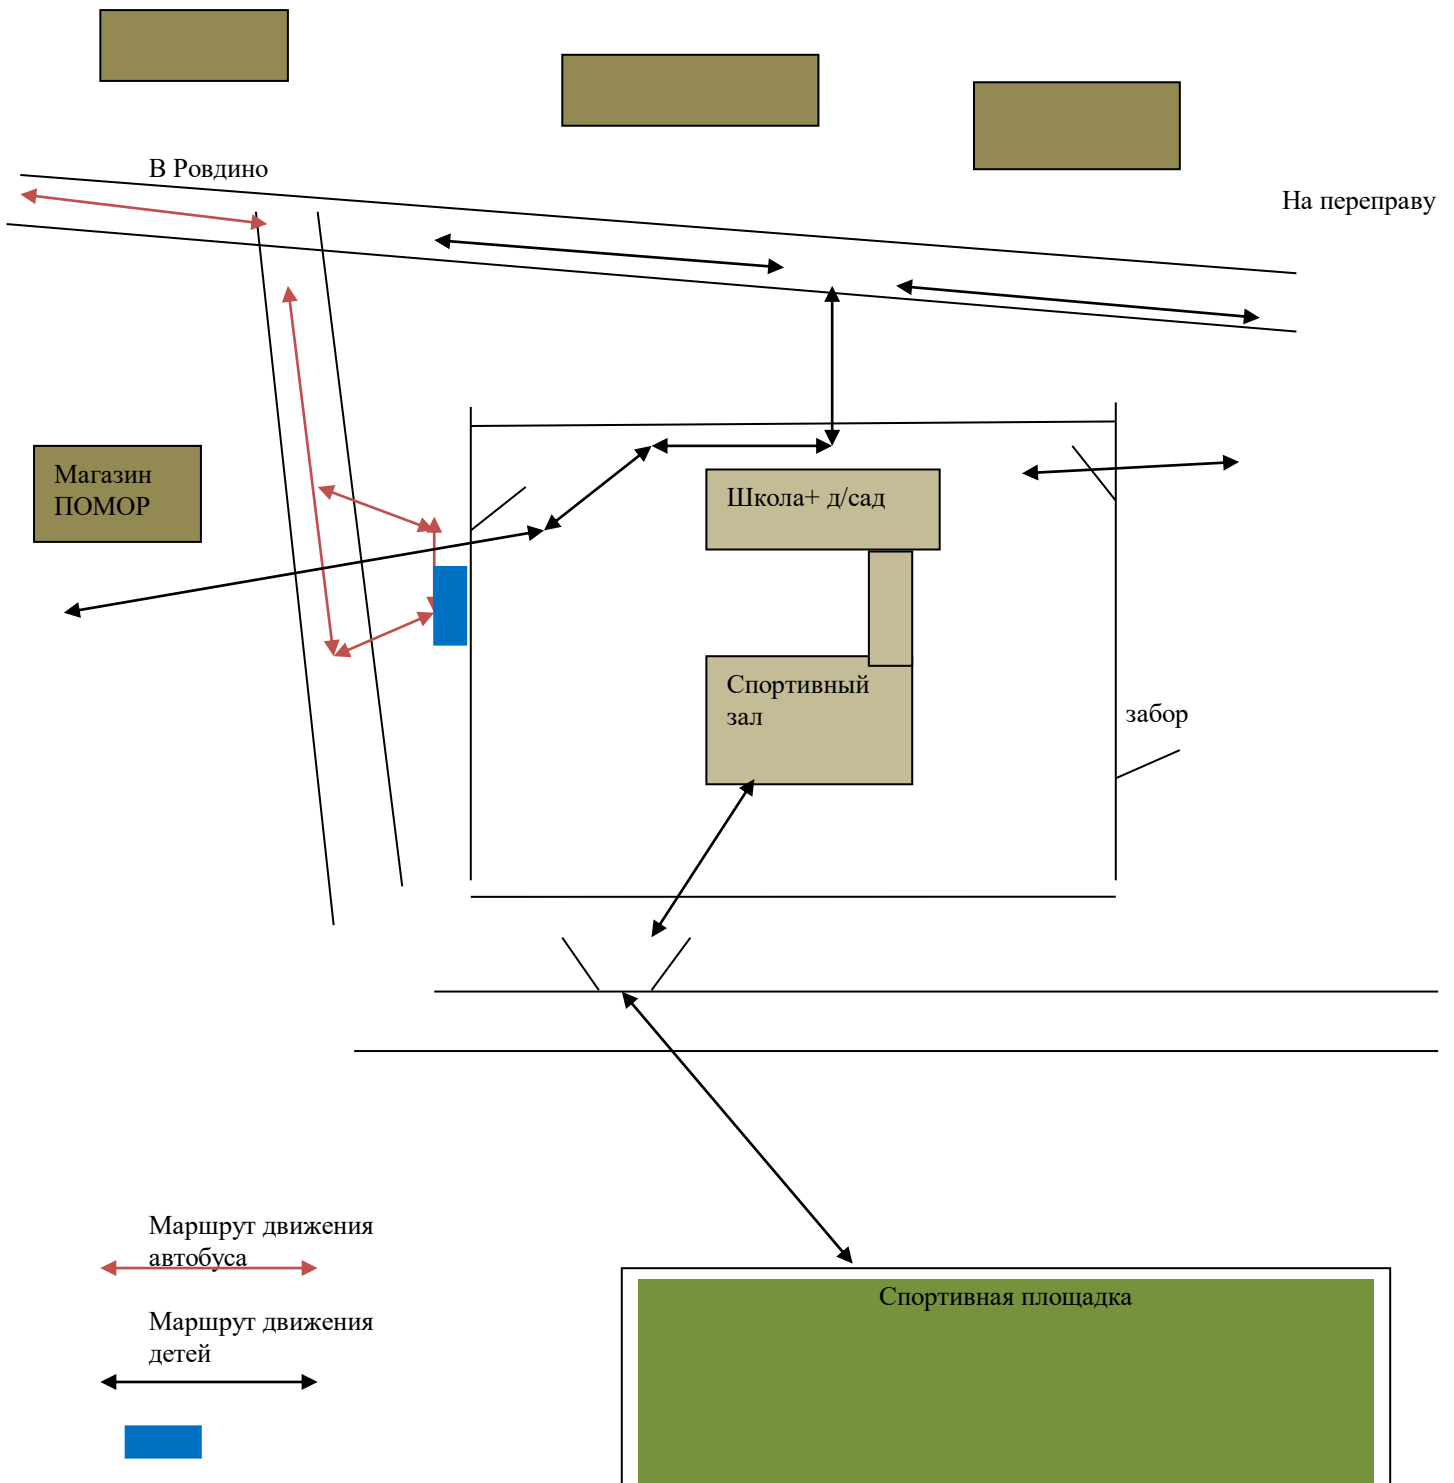 В Ровдино
На переправу
Магазин
ПОМОР
Школа+ д/сад
Спортивный
зал
забор
Маршрут движения
автобуса
Спортивная площадка
Маршрут движения
детей